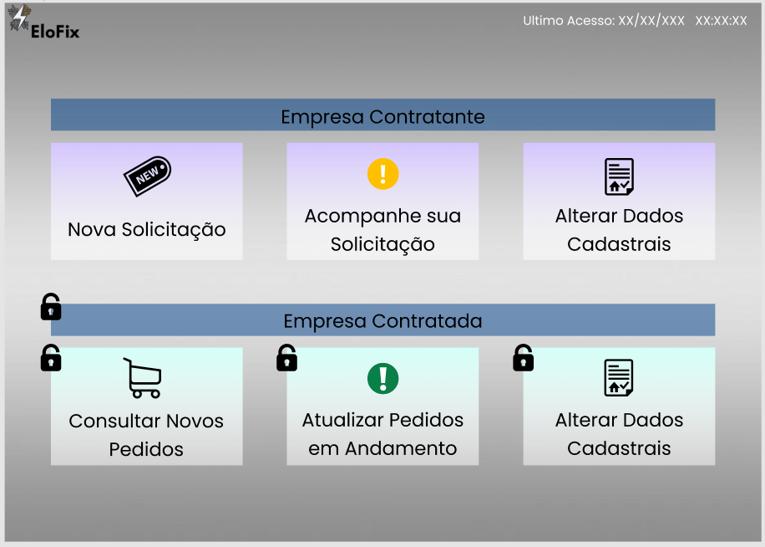 EloFix
Ultimo Acesso: XX/XX/XXX XX:XX:XX
Empresa Contratante
NEW
Nova Solicitação
Acompanhe sua
Solicitação
Alterar Dados
Cadastrais
Empresa Contratada
Consultar Novos
Pedidos
Atualizar Pedidos
em Andamento
Alterar Dados
Cadastrais